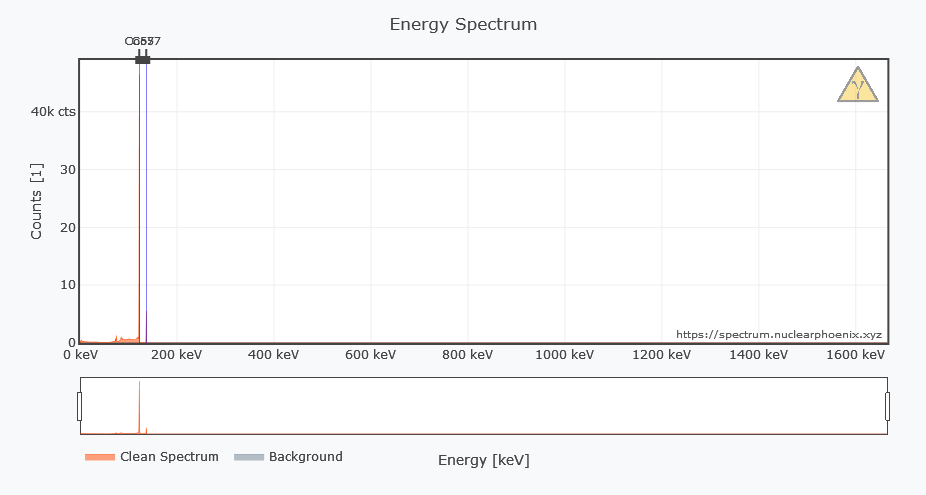 Energy Spectrum
40k cts
30
20
10
0
Counts [1]
γ
https://spectrum.nuclearphoenix.xyz
0 keV 200 keV 400 keV 600 keV 800 keV 1000 keV 1200 keV 1400 keV 1600 keV
Clean Spectrum Background
Energy [keV]